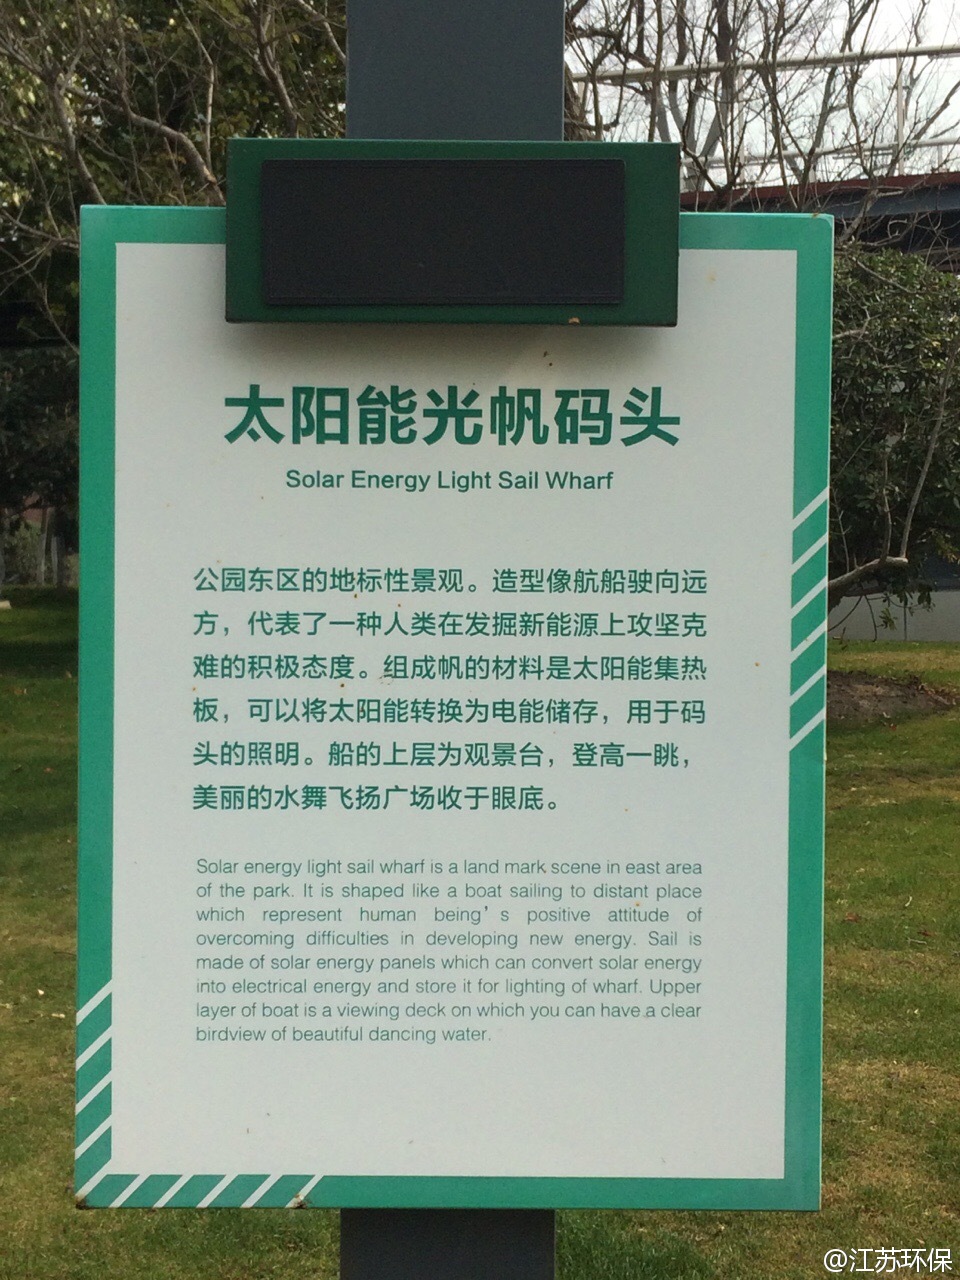 太阳能光帆码头
Solar Energy Light Sail Wharf
公园东区的地标性景观。造型像航船驶向远
方，代表了一种人类在发掘新能源上攻坚克
难的积极态度。组成帆的材料是太阳能集热
板，可以将太阳能转换为电能储存，用于码
头的照明。船的上层为观景台，登高一眺，
美丽的水舞飞扬广场收于眼底。
Solar energy light sail wharf is a land mark scene in east area
of the park. It is shaped like a boat sailing to distant place
which represent human being's positive attitude of
overcoming difficulties in developing new energy. Sail is
made of solar energy panels which can convert solar energy
into electrical energy and store it for lighting of wharf. Upper
layer of boat is a viewing deck on which you can have a clear
birdview of beautiful dancing water.
@江苏环保